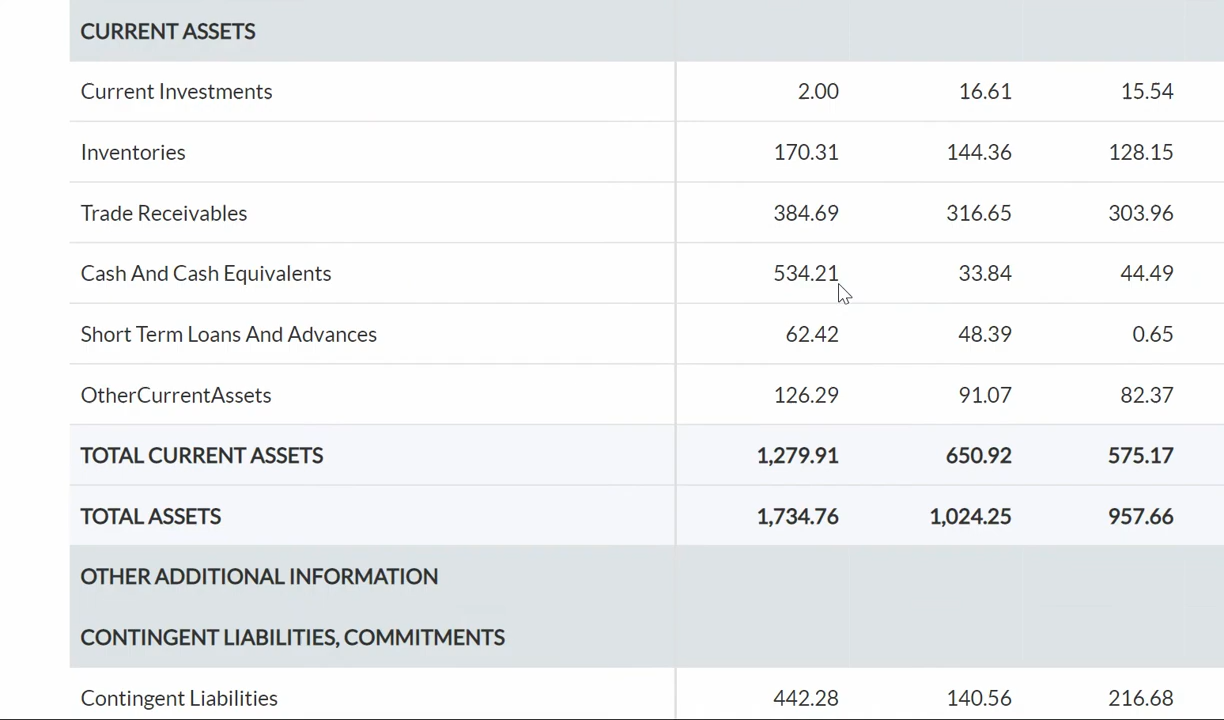 CURRENT ASSETS
Current Investments 2.00 16.61 15.54
Inventories 170.31 144.36 128.15
Trade Receivables 384.69 316.65 303.96
Cash And Cash Equivalents 534.21 33.84 44.49
Short Term Loans And Advances 62.42 48.39 0.65
OtherCurrentAssets 126.29 91.07 82.37
TOTAL CURRENT ASSETS 1,279.91 650.92 575.17
TOTAL ASSETS 1,734.76 1,024.25 957.66
OTHER ADDITIONAL INFORMATION
CONTINGENT LIABILITIES, COMMITMENTS
Contingent Liabilities 442.28 140.56 216.68